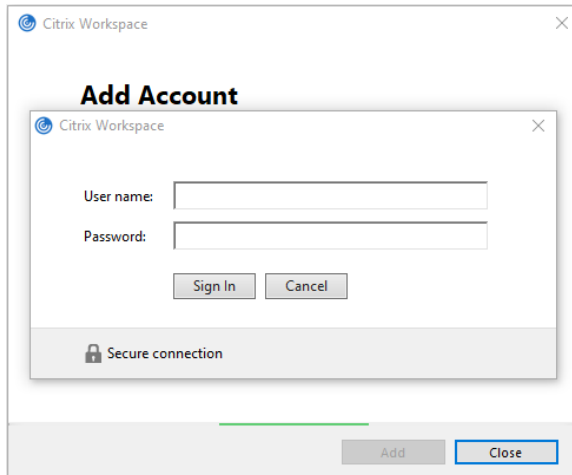 Citrix Workspace
Add Account
Citrix Workspace
User name:
Password:
Sign In Cancel
Secure connection
Add Close